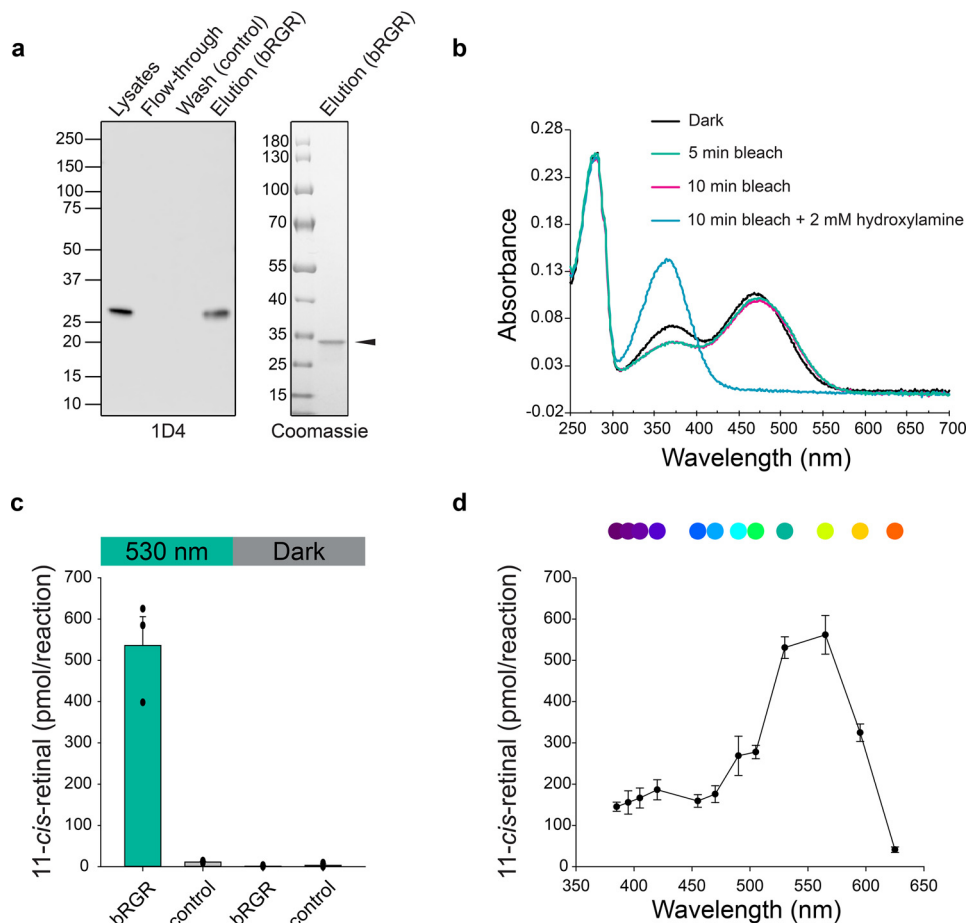 a
Lysates
Flow-through
Wash (control)
Elution (bRGR)
250
150
100
75
50
37
25
20
15
10
1D4
Elution (bRGR)
180
130
100
70
55
40
35
25
15
Coomassie
b
Dark
5 min bleach
10 min bleach
10 min bleach + 2 mM hydroxylamine
Absorbance
0.28
0.23
0.18
0.13
0.08
0.03
-0.02
250 300 350 400 450 500 550 600 650 700
Wavelength (nm)
c
530 nm Dark
11-cis-retinal (pmol/reaction)
700
600
500
400
300
200
100
0
bRGR
control
bRGR
control
d
11-cis-retinal (pmol/reaction)
700
600
500
400
300
200
100
0
350 400 450 500 550 600 650
Wavelength (nm)